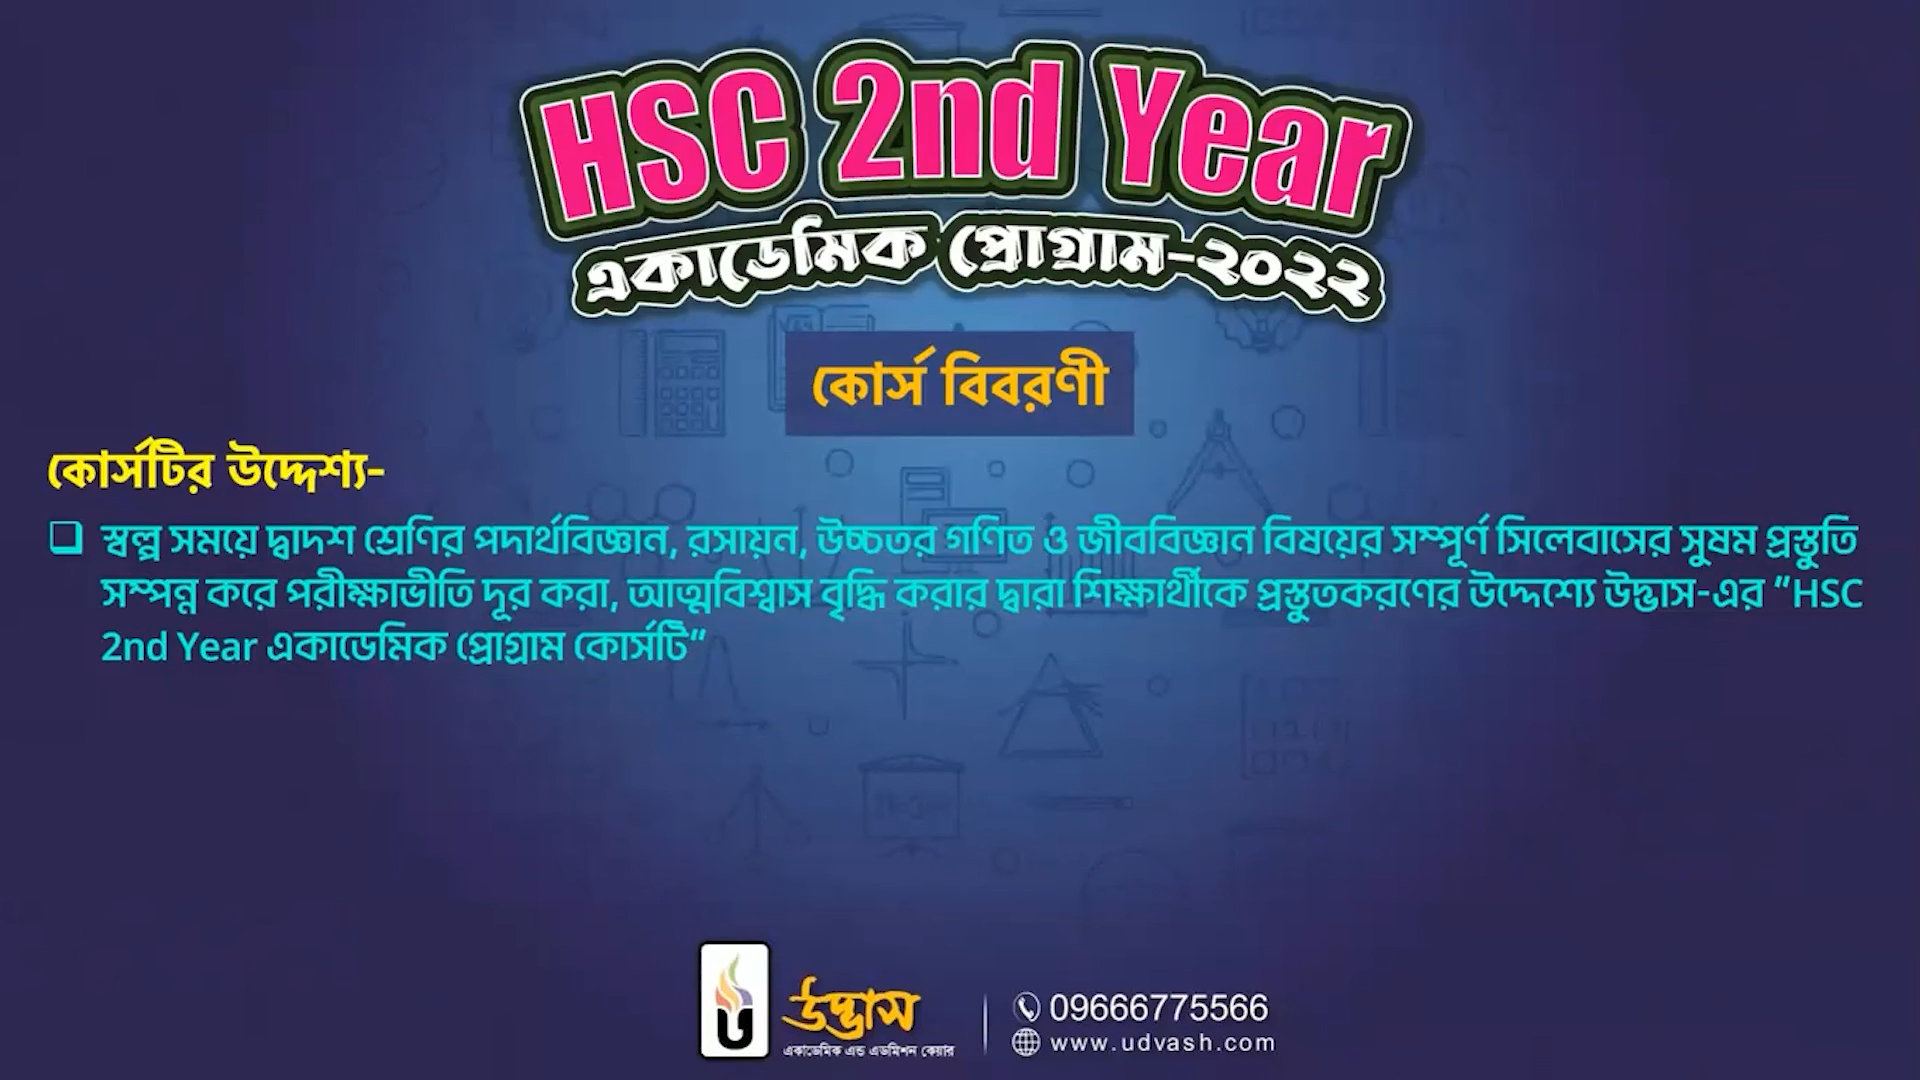 HSC 2nd Year
একাডেমিক প্রোগ্রাম-২০২২
কোর্স বিবরণী
কোর্সটির উদ্দেশ্য-
স্বল্প সময়ে দ্বাদশ শ্রেণির পদার্থবিজ্ঞান, রসায়ন, উচ্চতর গণিত ও জীববিজ্ঞান বিষয়ের সম্পূর্ণ সিলেবাসের সুষম প্রস্তুতি
সম্পন্ন করে পরীক্ষাভীতি দূর করা, আত্মবিশ্বাস বৃদ্ধি করার দ্বারা শিক্ষার্থীকে প্রস্তুতকরণের উদ্দেশ্যে উদ্ভাস-এর “HSC
2nd Year একাডেমিক প্রোগ্রাম কোর্সটি“
উদ্ভাস
একাডেমিক এন্ড এডমিশন কেয়ার
09666775566
www.udvash.com